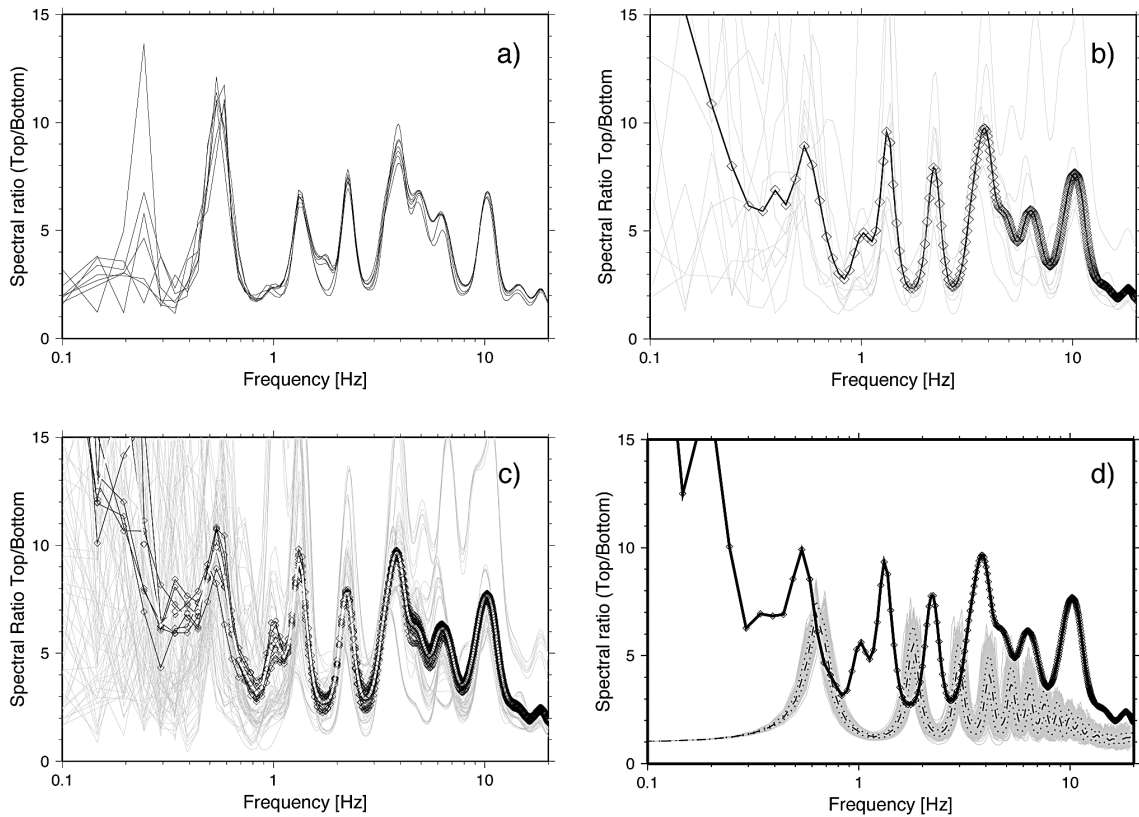 15
10
5
0
Spectral ratio (Top/Bottom)
a)
0.1
1
10
Frequency [Hz]
15
10
5
0
Spectral Ratio Top/Bottom
b)
0.1
1
10
Frequency [Hz]
15
10
5
0
Spectral Ratio Top/Bottom
c)
0.1
1
10
Frequency [Hz]
15
10
5
0
Spectral ratio (Top/Bottom)
d)
0.1
1
10
Frequency [Hz]